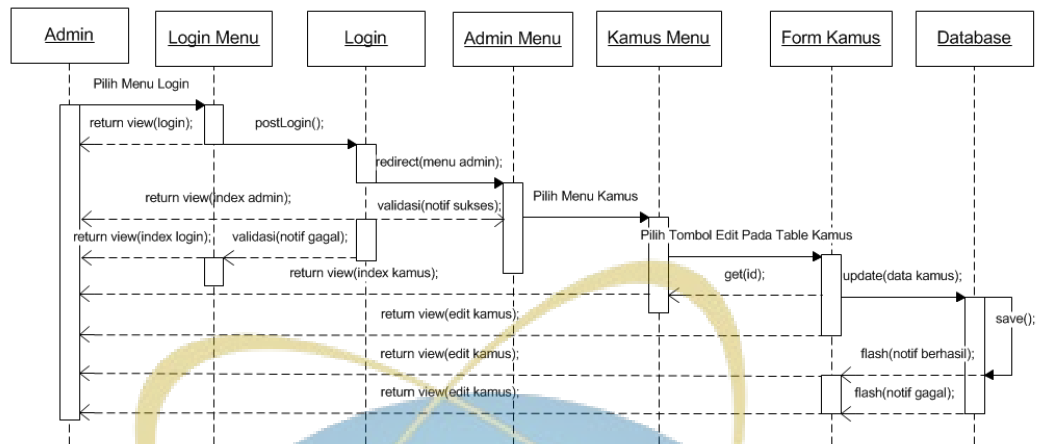 Admin
Login Menu
Login
Admin Menu
Kamus Menu
Form Kamus
Database
Pilih Menu Login
return view(login);
postLogin();
redirect(menu admin);
return view(index admin);
validasi(notif sukses);
Pilih Menu Kamus
return view(index login);
validasi(notif gagal);
Pilih Tombol Edit Pada Table Kamus
return view(index kamus);
get(id);
update(data kamus);
return view(edit kamus);
save();
return view(edit kamus);
flash(notif berhasil);
return view(edit kamus);
flash(notif gagal);